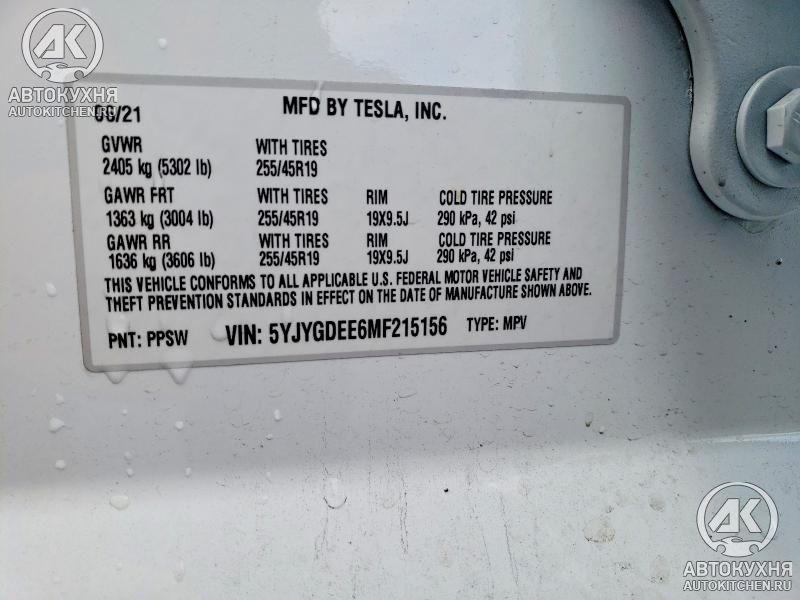 АК
АВТОКУХНЯ
AUTOKITCHEN.RU
06/21 MFD BY TESLA, INC.
GVWR WITH TIRES
2405 kg (5302 lb) 255/45R19
GAWR FRT WITH TIRES RIM COLD TIRE PRESSURE
1363 kg (3004 lb) 255/45R19 19X9.5J 290 kPa, 42 psi
GAWR RR WITH TIRES RIM COLD TIRE PRESSURE
1636 kg (3606 lb) 255/45R19 19X9.5J 290 kPa, 42 psi
THIS VEHICLE CONFORMS TO ALL APPLICABLE U.S. FEDERAL MOTOR VEHICLE SAFETY AND
THEFT PREVENTION STANDARDS IN EFFECT ON THE DATE OF MANUFACTURE SHOWN ABOVE.
PNT: PPSW VIN: 5YJYGDEE6MF215156 TYPE: MPV
АК
АВТОКУХНЯ
AUTOKITCHEN.RU